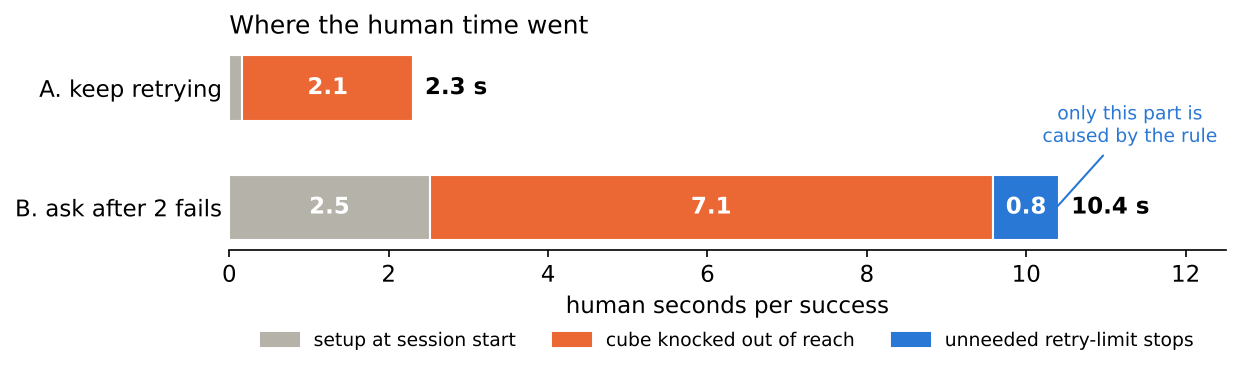 Where the human time went
A. keep retrying
2.1
2.3 s
only this part is
caused by the rule
B. ask after 2 fails
2.5
7.1
0.8
10.4 s
0 2 4 6 8 10 12
human seconds per success
setup at session start
cube knocked out of reach
unneeded retry-limit stops